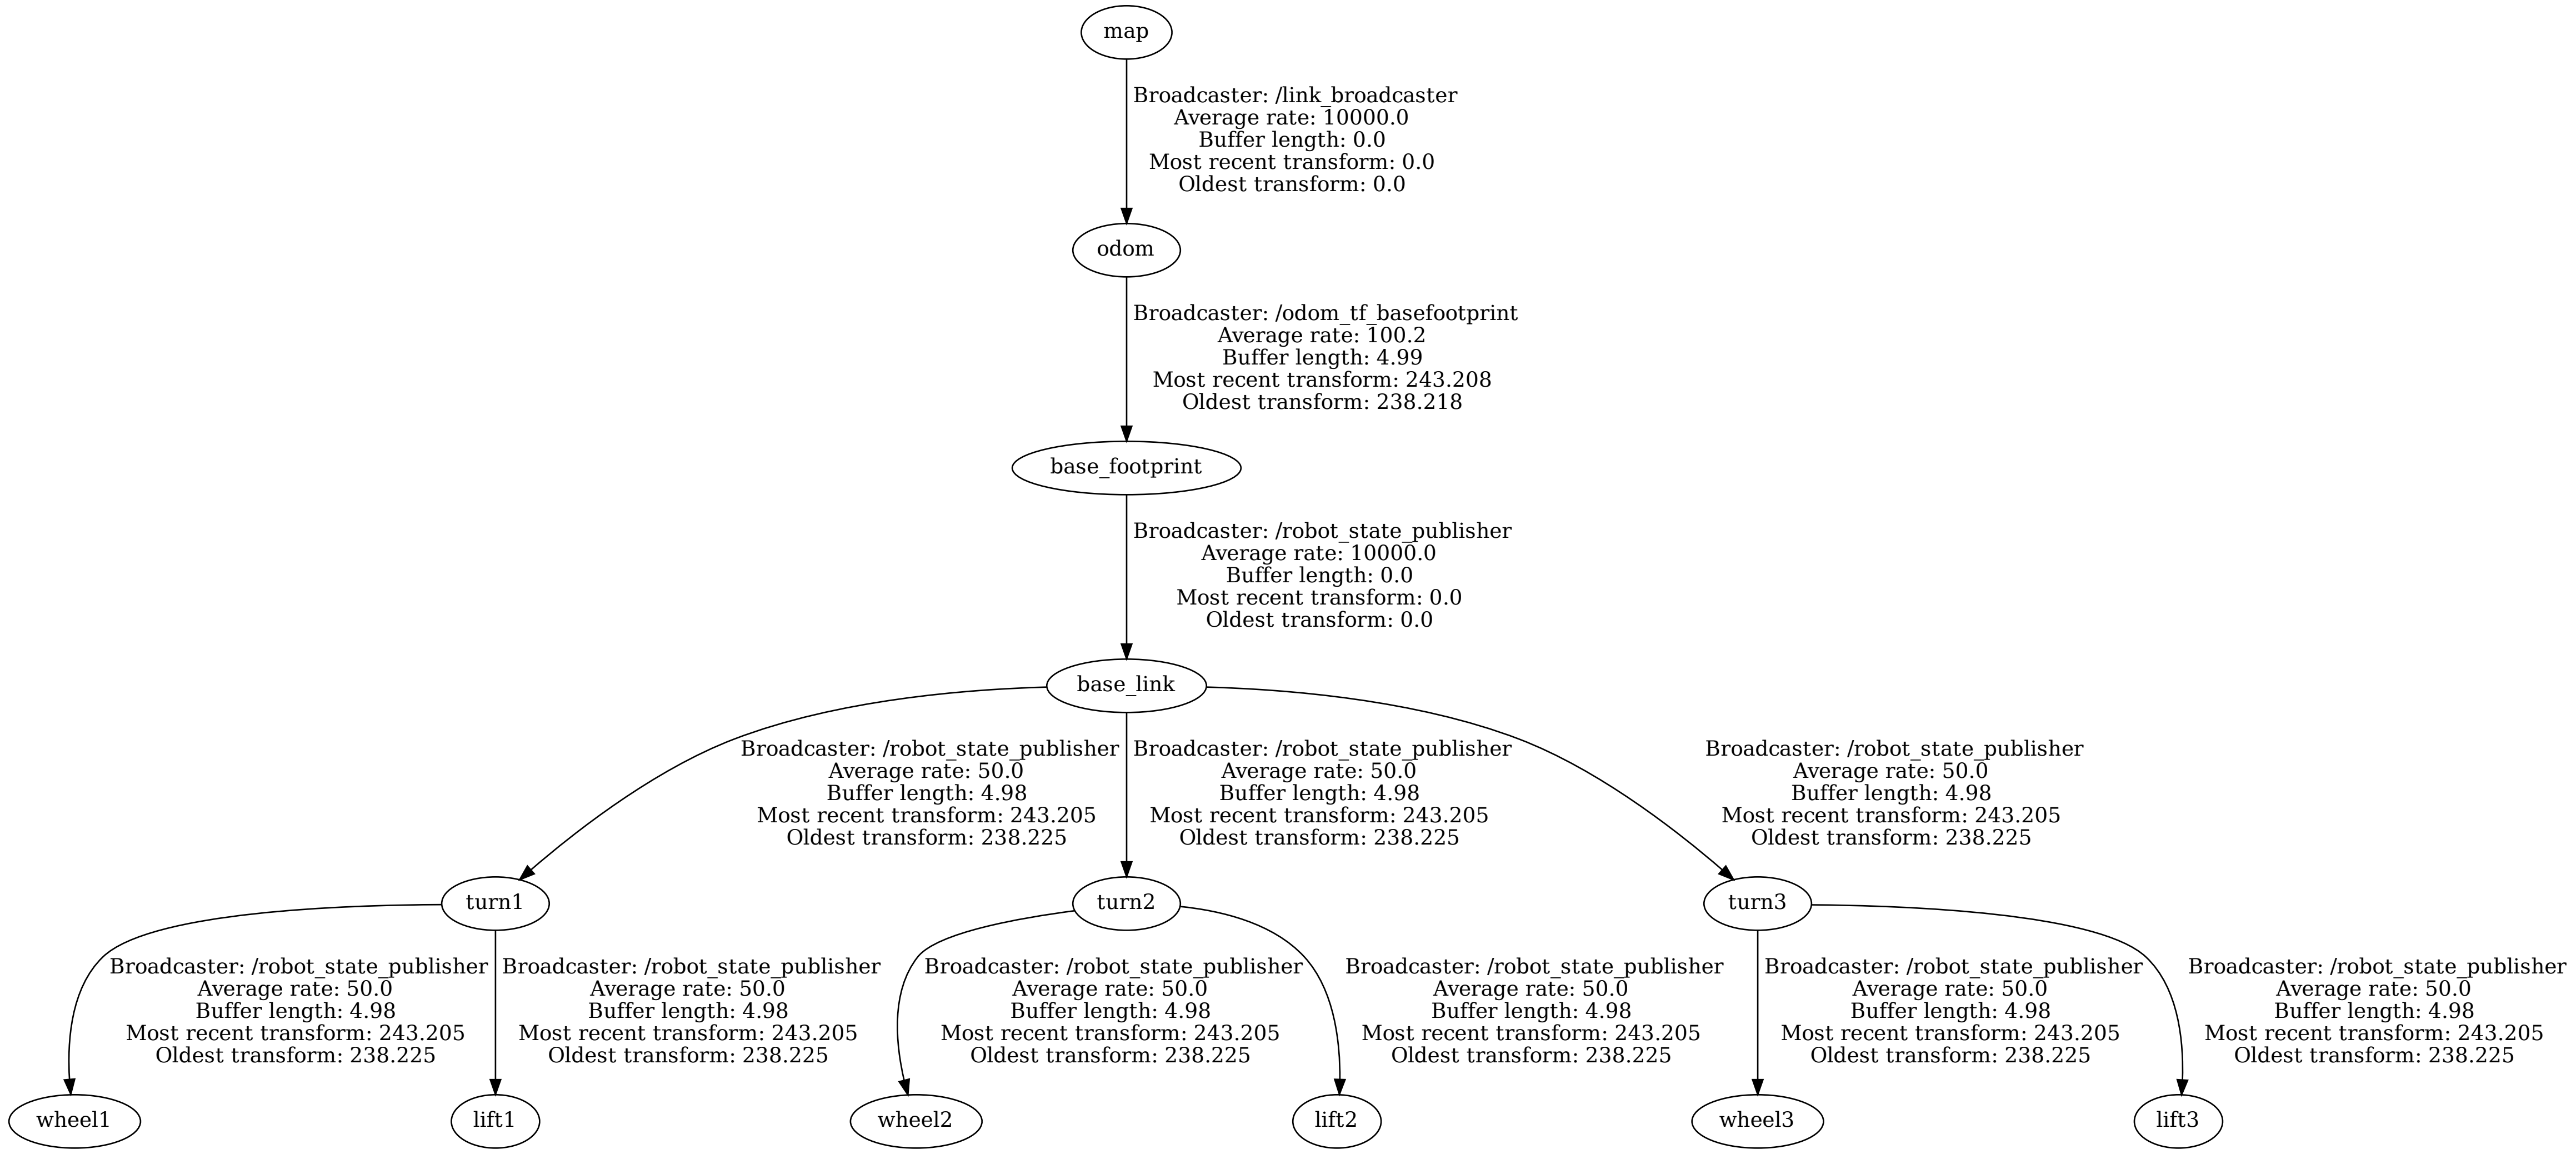 map
Broadcaster: /link_broadcaster
Average rate: 10000.0
Buffer length: 0.0
Most recent transform: 0.0
Oldest transform: 0.0
odom
Broadcaster: /odom_tf_basefootprint
Average rate: 100.2
Buffer length: 4.99
Most recent transform: 243.208
Oldest transform: 238.218
base_footprint
Broadcaster: /robot_state_publisher
Average rate: 10000.0
Buffer length: 0.0
Most recent transform: 0.0
Oldest transform: 0.0
base_link
Broadcaster: /robot_state_publisher
Average rate: 50.0
Buffer length: 4.98
Most recent transform: 243.205
Oldest transform: 238.225
Broadcaster: /robot_state_publisher
Average rate: 50.0
Buffer length: 4.98
Most recent transform: 243.205
Oldest transform: 238.225
Broadcaster: /robot_state_publisher
Average rate: 50.0
Buffer length: 4.98
Most recent transform: 243.205
Oldest transform: 238.225
turn1
turn2
turn3
Broadcaster: /robot_state_publisher
Average rate: 50.0
Buffer length: 4.98
Most recent transform: 243.205
Oldest transform: 238.225
Broadcaster: /robot_state_publisher
Average rate: 50.0
Buffer length: 4.98
Most recent transform: 243.205
Oldest transform: 238.225
Broadcaster: /robot_state_publisher
Average rate: 50.0
Buffer length: 4.98
Most recent transform: 243.205
Oldest transform: 238.225
Broadcaster: /robot_state_publisher
Average rate: 50.0
Buffer length: 4.98
Most recent transform: 243.205
Oldest transform: 238.225
Broadcaster: /robot_state_publisher
Average rate: 50.0
Buffer length: 4.98
Most recent transform: 243.205
Oldest transform: 238.225
Broadcaster: /robot_state_publisher
Average rate: 50.0
Buffer length: 4.98
Most recent transform: 243.205
Oldest transform: 238.225
wheel1
lift1
wheel2
lift2
wheel3
lift3